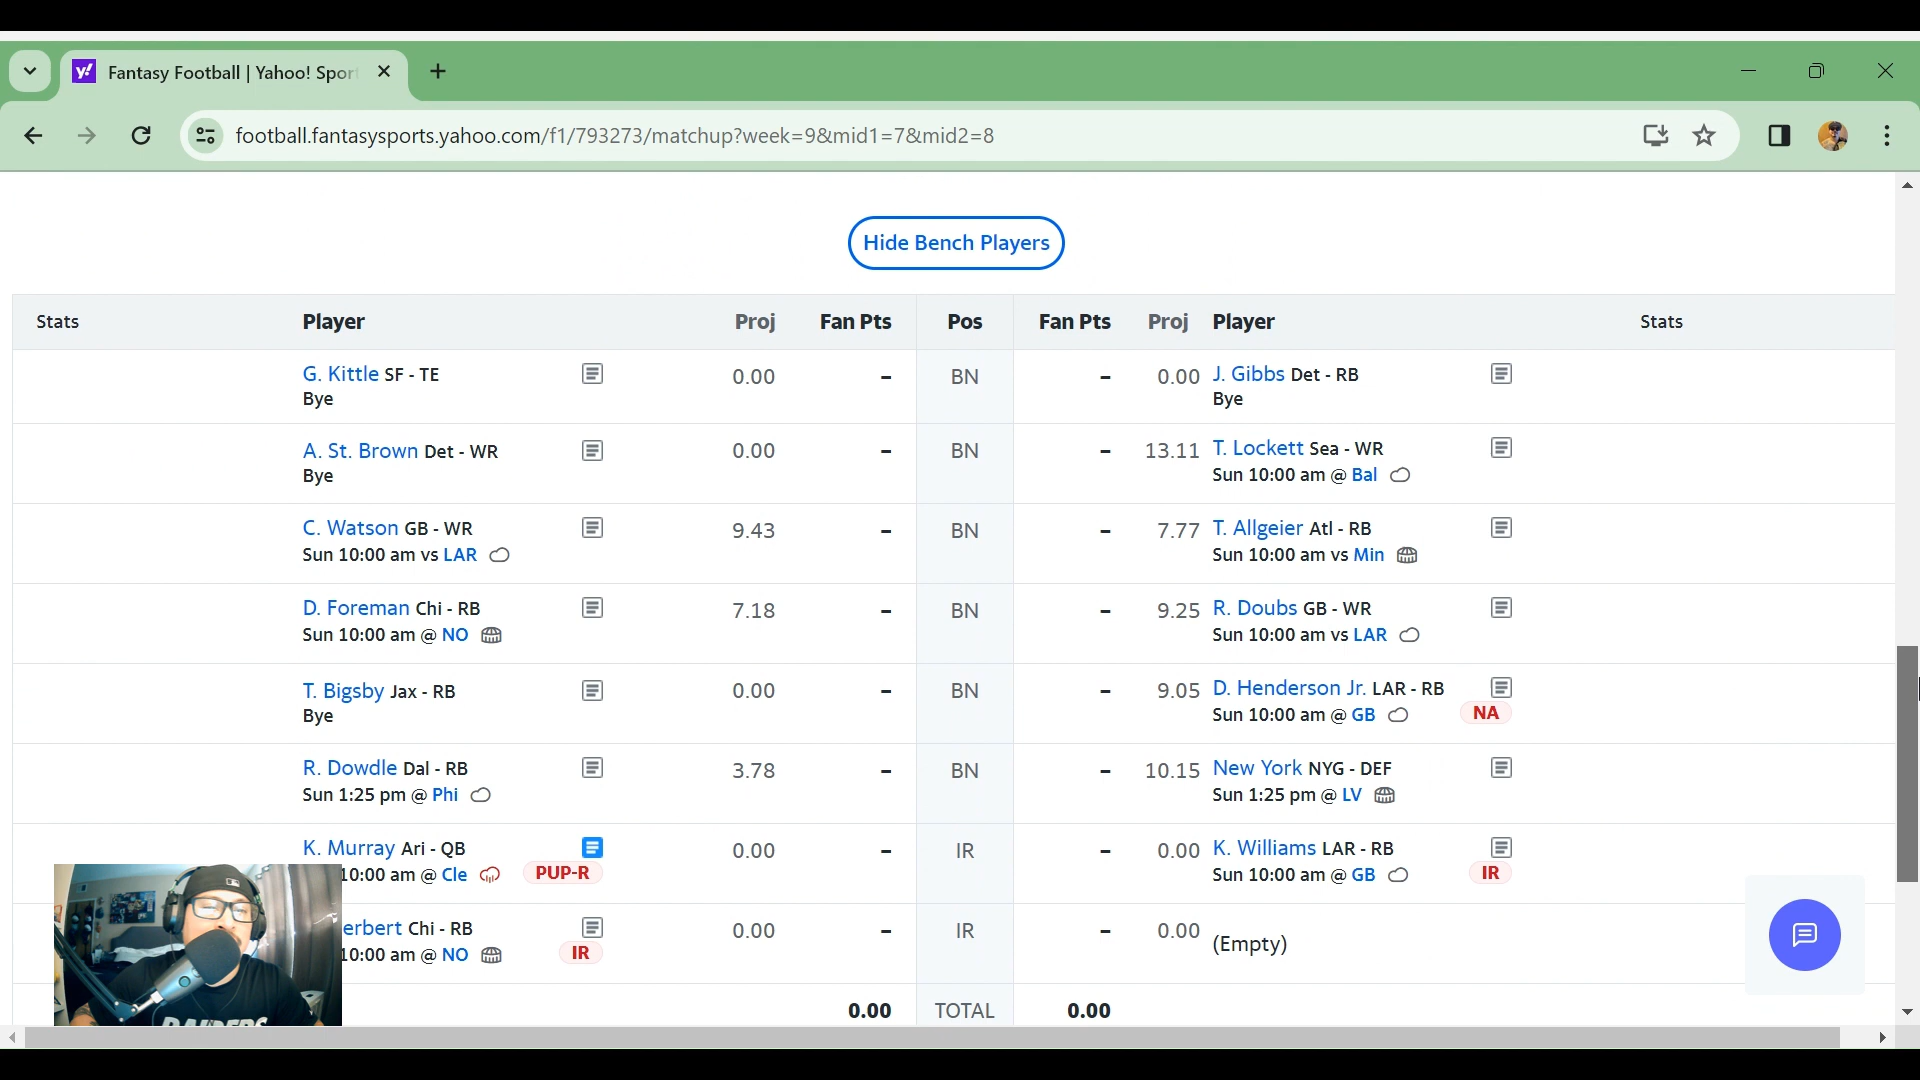 Fantasy Football | Yahoo! Spor
football.fantasysports.yahoo.com/f1/793273/matchup?week=9&mid1=7&mid2=8
Hide Bench Players
Stats Player Proj Fan Pts Pos Fan Pts Proj Player Stats
G. Kittle SF - TE 0.00 – BN – 0.00 J. Gibbs Det - RB
Bye Bye
A. St. Brown Det - WR 0.00 – BN – 13.11 T. Lockett Sea - WR
Bye Sun 10:00 am @ Bal
C. Watson GB - WR 9.43 – BN – 7.77 T. Allgeier Atl - RB
Sun 10:00 am vs LAR Sun 10:00 am vs Min
D. Foreman Chi - RB 7.18 – BN – 9.25 R. Doubs GB - WR
Sun 10:00 am @ NO Sun 10:00 am vs LAR
T. Bigsby Jax - RB 0.00 – BN – 9.05 D. Henderson Jr. LAR - RB
Bye Sun 10:00 am @ GB NA
R. Dowdle Dal - RB 3.78 – BN – 10.15 New York NYG - DEF
Sun 1:25 pm @ Phi Sun 1:25 pm @ LV
K. Murray Ari - QB 0.00 – IR – 0.00 K. Williams LAR - RB
10:00 am @ Cle PUP-R Sun 10:00 am @ GB IR
erbert Chi - RB 0.00 – IR – 0.00 (Empty)
10:00 am @ NO IR
0.00 TOTAL 0.00
RAIDERS